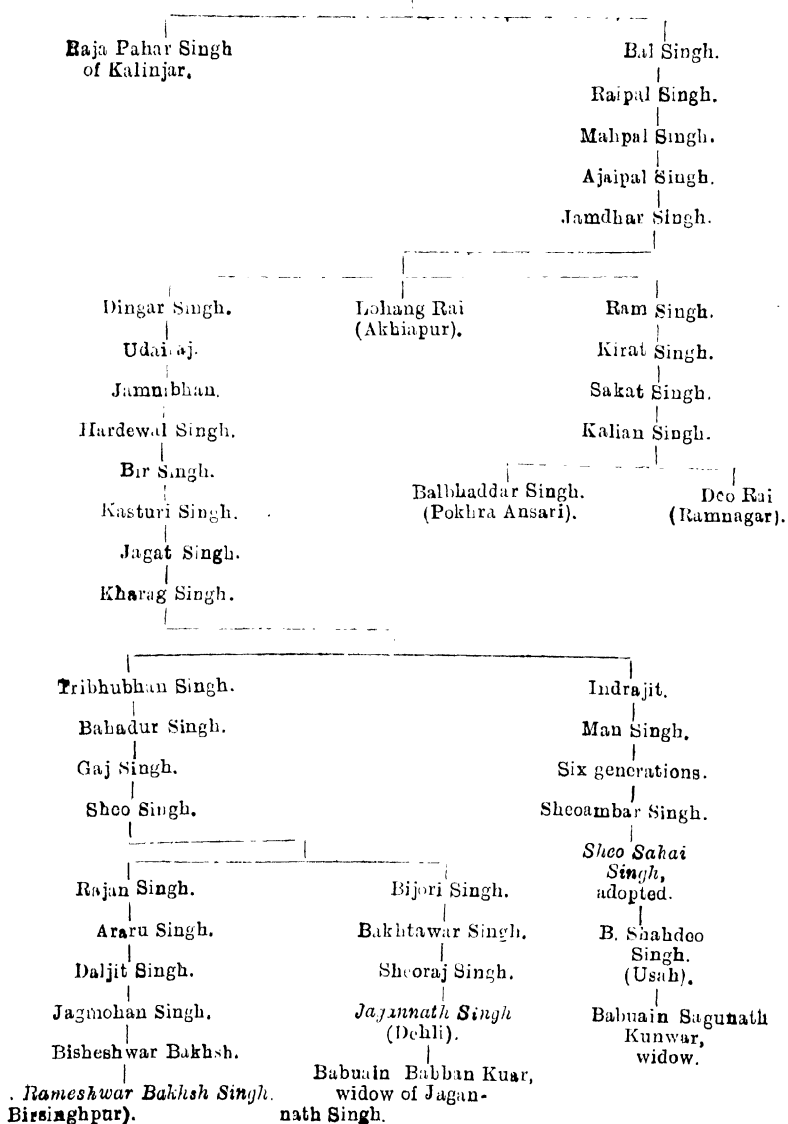 Raja Pahar Singh
of Kalinjar.
Bal Singh.
Raipal Singh.
Mahpal Singh.
Ajaipal Singh.
Jamdhar Singh.
Dingar Singh.
Lohang Rai
(Akhiapur).
Ram Singh.
Udairaj.
Kirat Singh.
Jamnibhan.
Sakat Singh.
Hardewal Singh.
Kalian Singh.
Bir Singh.
Balbhaddar Singh.
(Pokhra Ansari).
Deo Rai
(Ramnagar).
Kasturi Singh.
Jagat Singh.
Kharag Singh.
Tribhubhan Singh.
Indrajit.
Bahadur Singh.
Man Singh.
Gaj Singh.
Six generations.
Sheo Singh.
Sheoambar Singh.
Sheo Sahai
Singh,
adopted.
Rajan Singh.
Bijori Singh.
Araru Singh.
Bakhtawar Singh.
B. Shahdeo
Singh.
(Usah).
Daljit Singh.
Sheoraj Singh.
Jagmohan Singh.
Jagannath Singh
(Dehli).
Babuain Sagunath
Kunwar,
widow.
Bisheshwar Bakhsh.
Babuain Babban Kuar,
widow of Jagan-
nath Singh.
. Rameshwar Bakhsh Singh.
Birsinghpur).